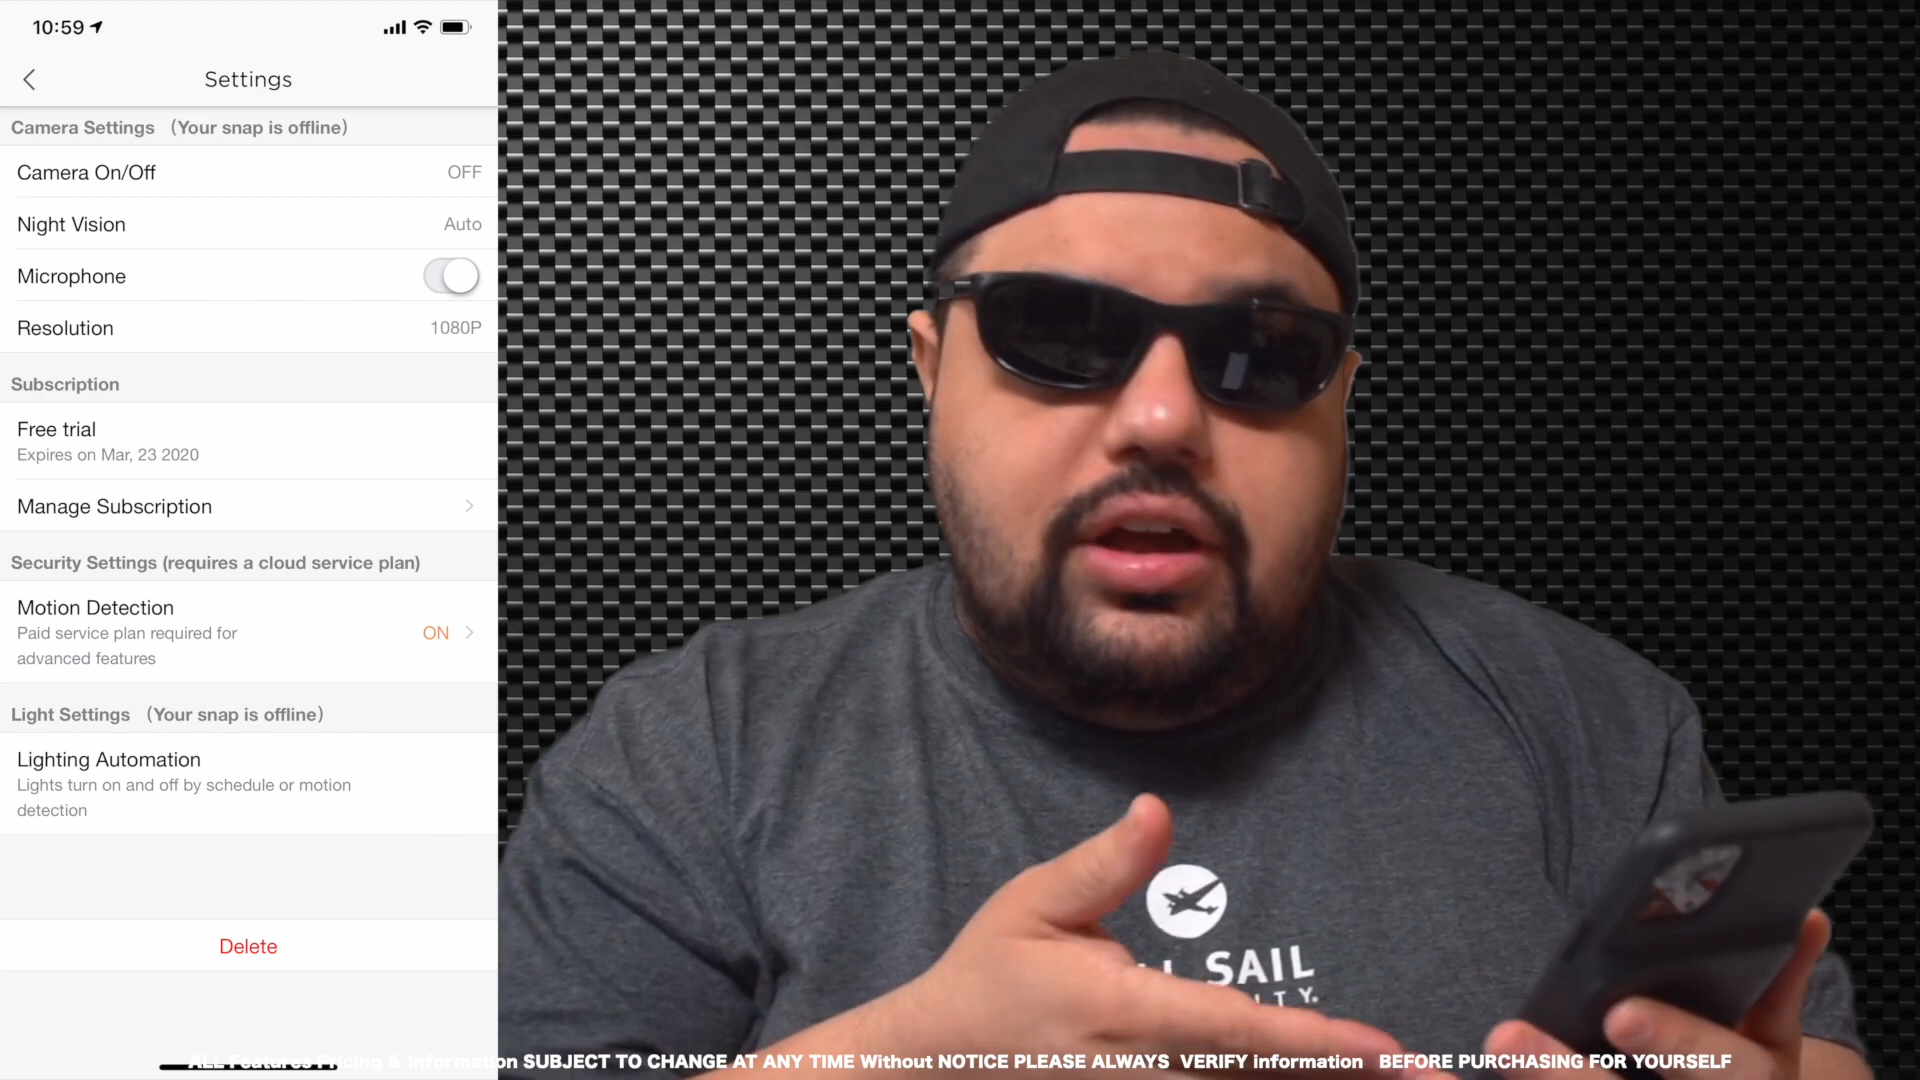 10:59
Settings
Camera Settings (Your snap is offline)
Camera On/Off OFF
Night Vision Auto
Microphone
Resolution 1080P
Subscription
Free trial
Expires on Mar, 23 2020
Manage Subscription
Security Settings (requires a cloud service plan)
Motion Detection
Paid service plan required for
advanced features
ON
Light Settings (Your snap is offline)
Lighting Automation
Lights turn on and off by schedule or motion
detection
Delete
SAIL
ALL Features Pricing & Information SUBJECT TO CHANGE AT ANY TIME Without NOTICE PLEASE ALWAYS VERIFY information BEFORE PURCHASING FOR YOURSELF